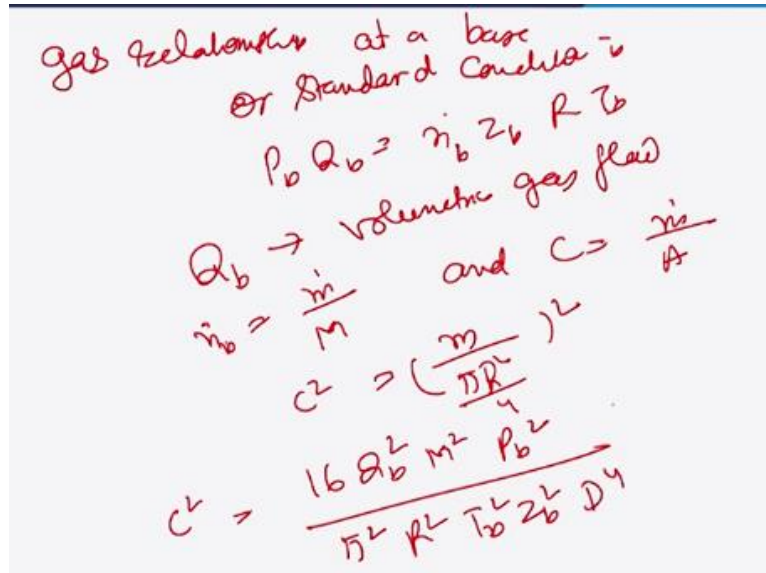 gas relationship at a base
or standard condition
P_b Q_b = ṅ_b Z_b R T_b
Q_b → volumetric gas flow
ṅ_b = ṁ / M and C = ṁ / A
C² = (m / (πR² / 4))²
C² = 16 Q_b² M² P_b² / (π² R² T_b² Z_b² D⁴)